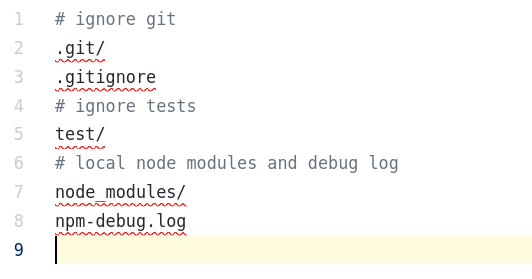 1 # ignore git
2 .git/
3 .gitignore
4 # ignore tests
5 test/
6 # local node modules and debug log
7 node_modules/
8 npm-debug.log
9